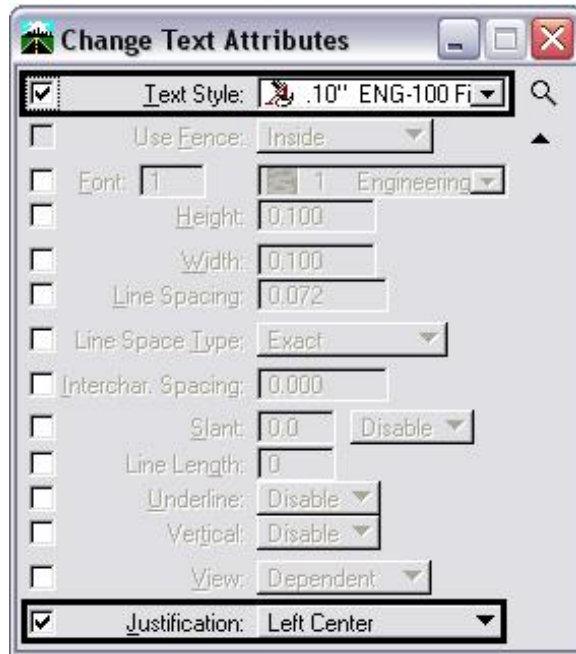 Change Text Attributes
Text Style: .10" ENG-100 Fi
Use Fence: Inside
Font: 1 1 Engineering
Height: 0.100
Width: 0.100
Line Spacing: 0.072
Line Space Type: Exact
Interchar. Spacing: 0.000
Slant: 0.0 Disable
Line Length: 0
Underline: Disable
Vertical: Disable
View: Dependent
Justification: Left Center